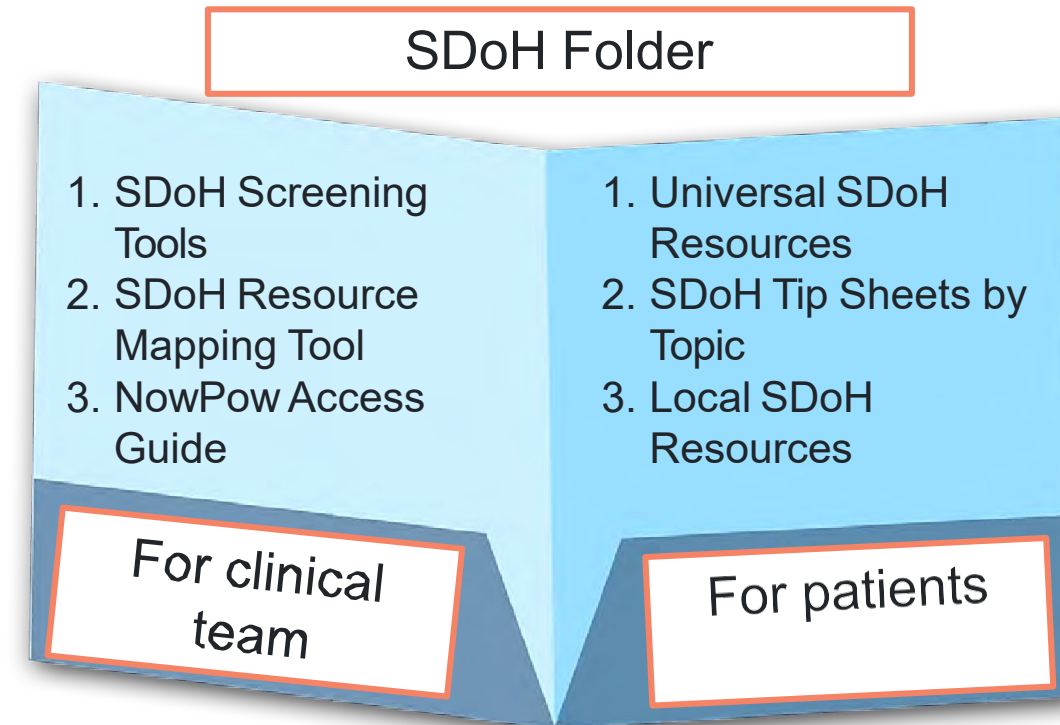 SDoH Folder
1. SDoH Screening
Tools
2. SDoH Resource
Mapping Tool
3. NowPow Access
Guide
For clinical
team
1. Universal SDoH
Resources
2. SDoH Tip Sheets by
Topic
3. Local SDoH
Resources
For patients